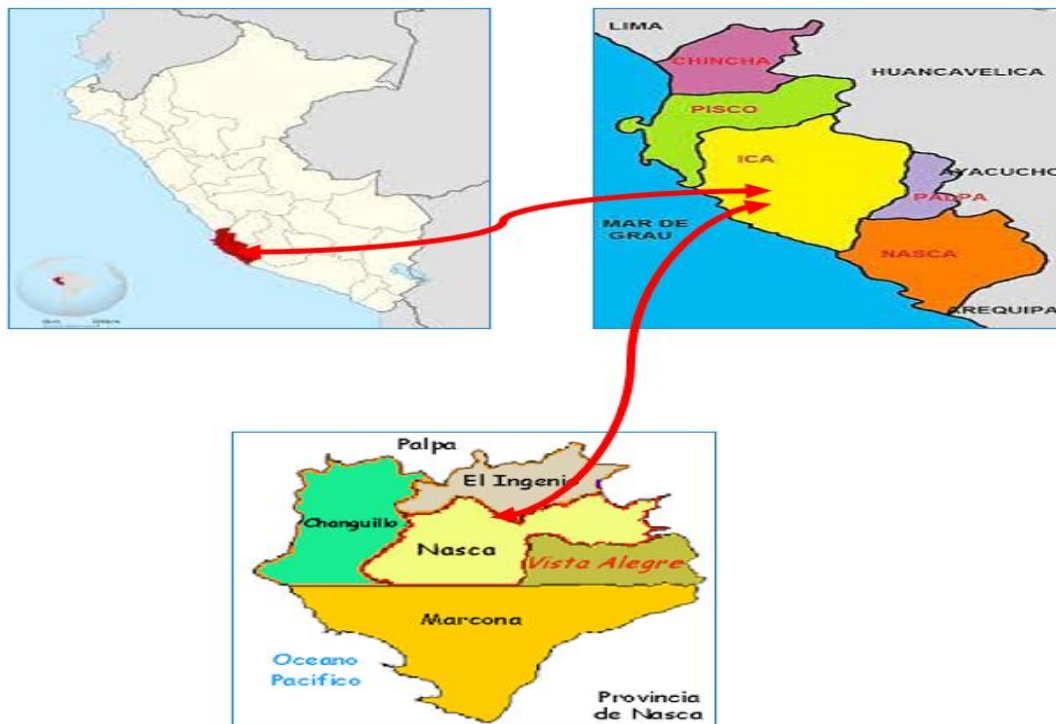 LIMA
CHINCHA
HUANCAVELICA
PISCO
ICA
AYACUCHO
PALPA
MAR DE
GRAU
NASCA
AREQUIPA
Palpa
El Ingenio
Changuillo
Nasca
Vista Alegre
Marcona
Oceano
Pacifico
Provincia
de Nasca